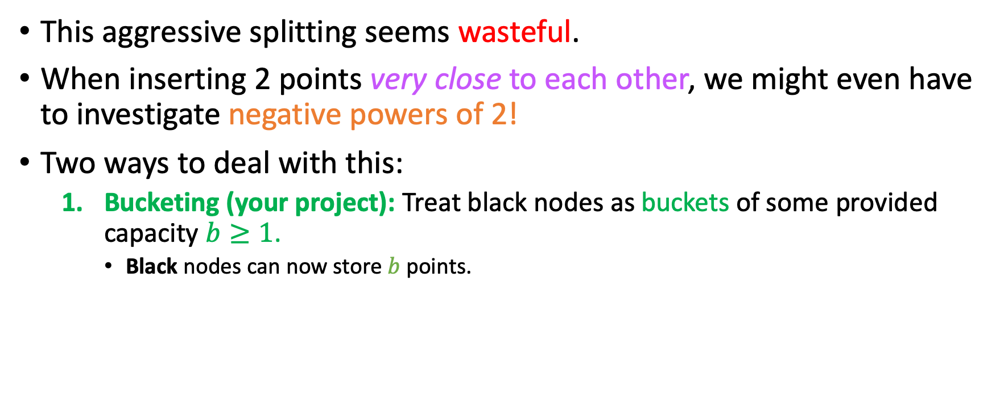 • This aggressive splitting seems wasteful.
• When inserting 2 points very close to each other, we might even have
to investigate negative powers of 2!
• Two ways to deal with this:
1. Bucketing (your project): Treat black nodes as buckets of some provided
capacity b ≥ 1.
• Black nodes can now store b points.